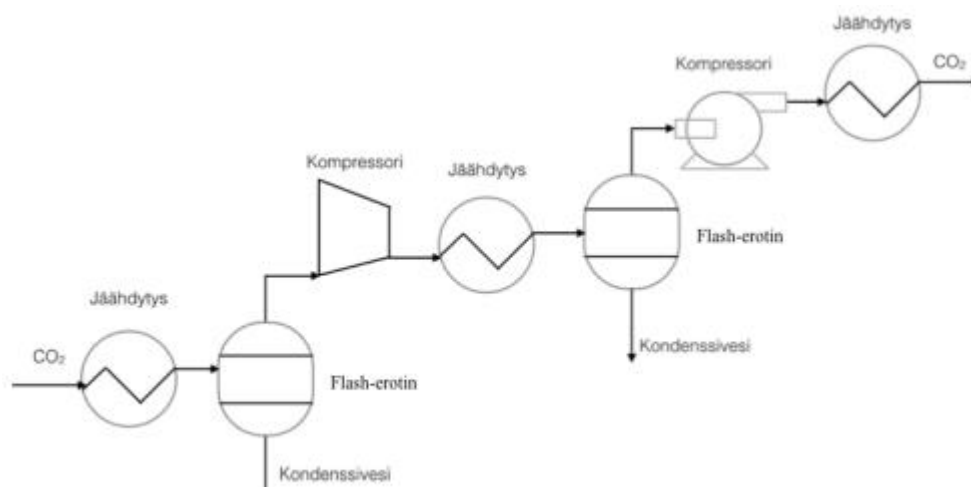 Jäähdytys
CO₂
Kompressori
Jäähdytys
Kompressori
Flash-erotin
Jäähdytys
Kondenssivesi
CO₂
Flash-erotin
Kondenssivesi